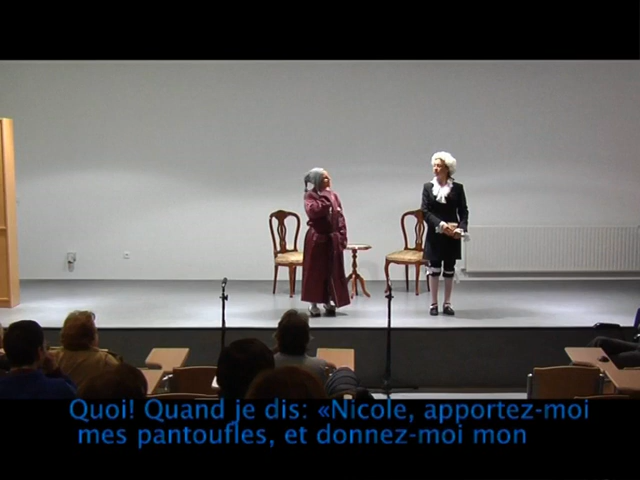 Quoi! Quand je dis: «Nicole, apportez-moi
mes pantoufles, et donnez-moi mon